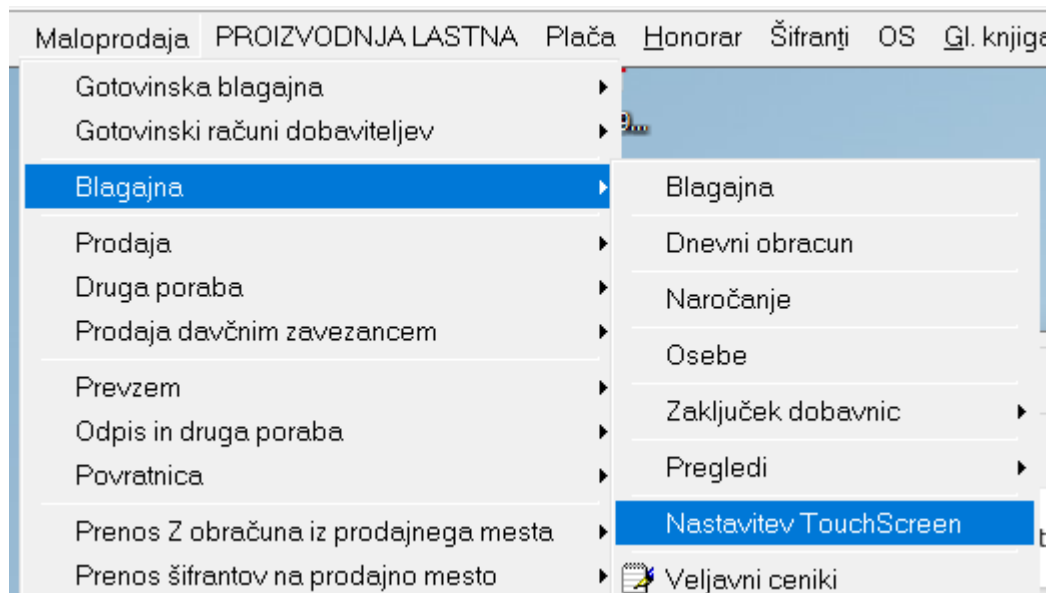 Maloprodaja PROIZVODNJA LASTNA Plača Honorar Šifranti OS Gl. knjiga
Gotovinska blagajna
Gotovinski računi dobaviteljev
Blagajna
Prodaja
Druga poraba
Prodaja davčnim zavezancem
Prevzem
Odpis in druga poraba
Povratnica
Prenos Z obračuna iz prodajnega mesta
Prenos šifrantov na prodajno mesto
Blagajna
Dnevni obracun
Naročanje
Osebe
Zaključek dobavnic
Pregledi
Nastavitev TouchScreen
Veljavni ceniki